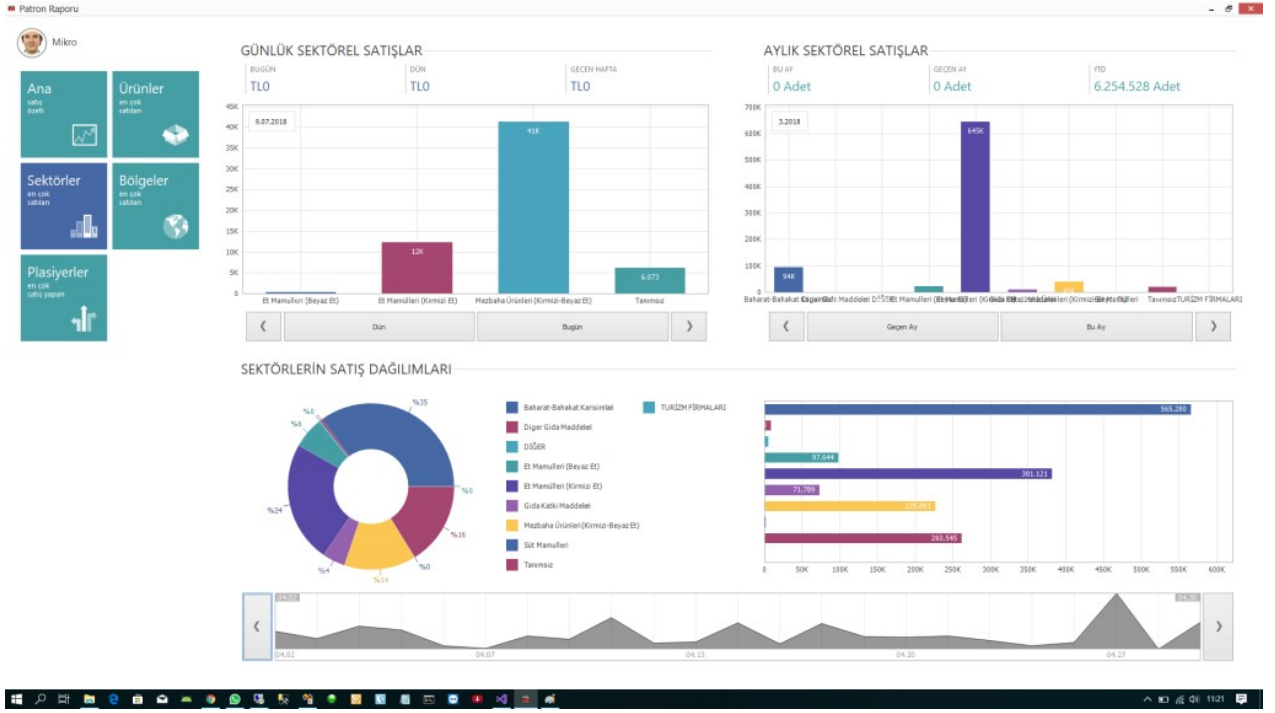 Patron Raporu
Mikro
Ana
satış
özeti
Ürünler
en çok
satılan
Sektörler
en çok
satılan
Bölgeler
en çok
satılan
Plasiyerler
en çok
satış yapan
GÜNLÜK SEKTÖREL SATIŞLAR
BUGÜN
TL0
DÜN
TL0
GECEN HAFTA
TL0
45K
40K
35K
30K
25K
20K
15K
10K
5K
0
9.07.2018
12K
41K
6.073
Et Mamulleri (Beyaz Et)
Et Mamülleri (Kirmizi Et)
Mezbaha Ürünleri (Kirmizi-Beyaz Et)
Tanımsız
Dün
Bugün
AYLIK SEKTÖREL SATIŞLAR
BU AY
0 Adet
GECEN AY
0 Adet
YTD
6.254.528 Adet
700K
600K
500K
400K
300K
200K
100K
0
3.2018
94K
645K
TURİZM FİRMALARI
Geçen Ay
Bu Ay
SEKTÖRLERİN SATIŞ DAĞILIMLARI
%35
%0
%6
%24
%4
%14
%0
%16
%0
Baharat-Bahakat Karisimlari
Diger Gida Maddeleri
DİĞER
Et Mamulleri (Beyaz Et)
Et Mamülleri (Kirmizi Et)
Gida Katki Maddeleri
Mezbaha Ürünleri (Kirmizi-Beyaz Et)
Süt Mamulleri
Tanımsız
TURİZM FİRMALARI
565.280
97.644
381.121
71.789
260.545
0 50K 100K 150K 200K 250K 300K 350K 400K 450K 500K 550K 600K
04.02
04.30
04.02 04.07 04.13 04.20 04.27
11:21